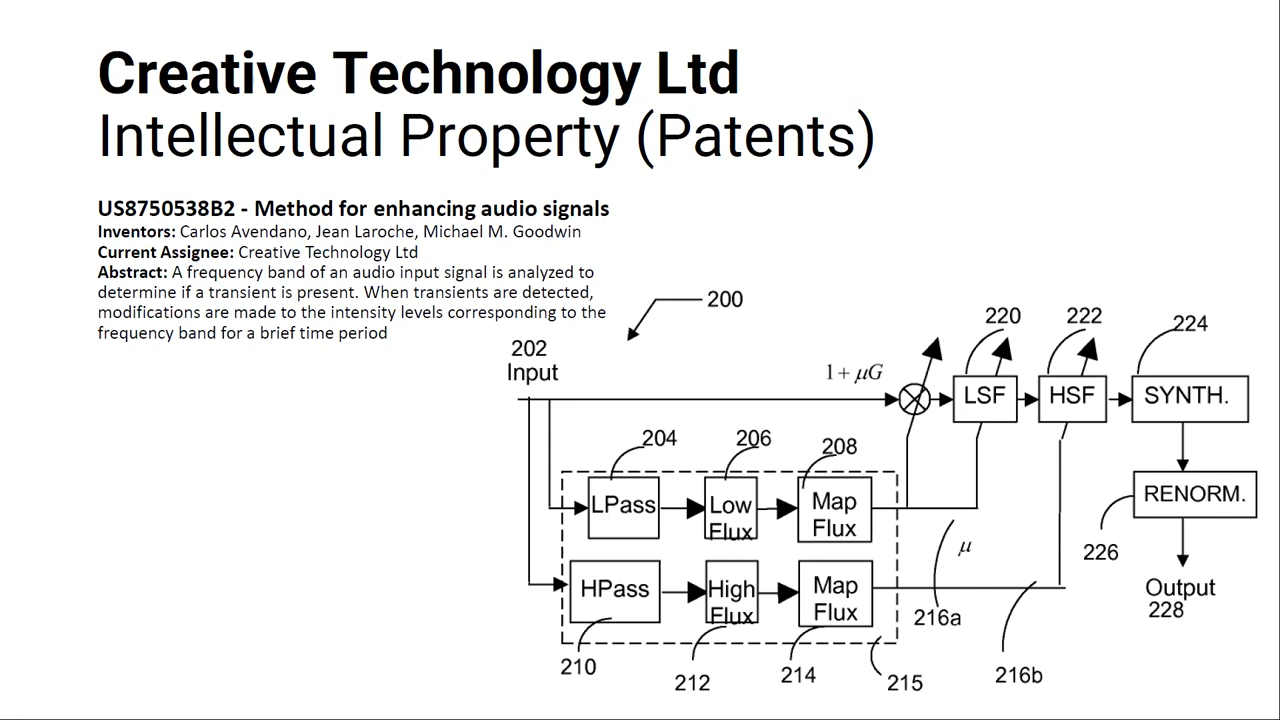 Creative Technology Ltd
Intellectual Property (Patents)
US8750538B2 - Method for enhancing audio signals
Inventors: Carlos Avendano, Jean Laroche, Michael M. Goodwin
Current Assignee: Creative Technology Ltd
Abstract: A frequency band of an audio input signal is analyzed to
determine if a transient is present. When transients are detected,
modifications are made to the intensity levels corresponding to the
frequency band for a brief time period
200
202
Input
1 + μG
220
222
224
LSF
HSF
SYNTH.
204
206
208
LPass
Low
Flux
Map
Flux
RENORM.
226
μ
HPass
High
Flux
Map
Flux
Output
228
216a
210
212
214
215
216b